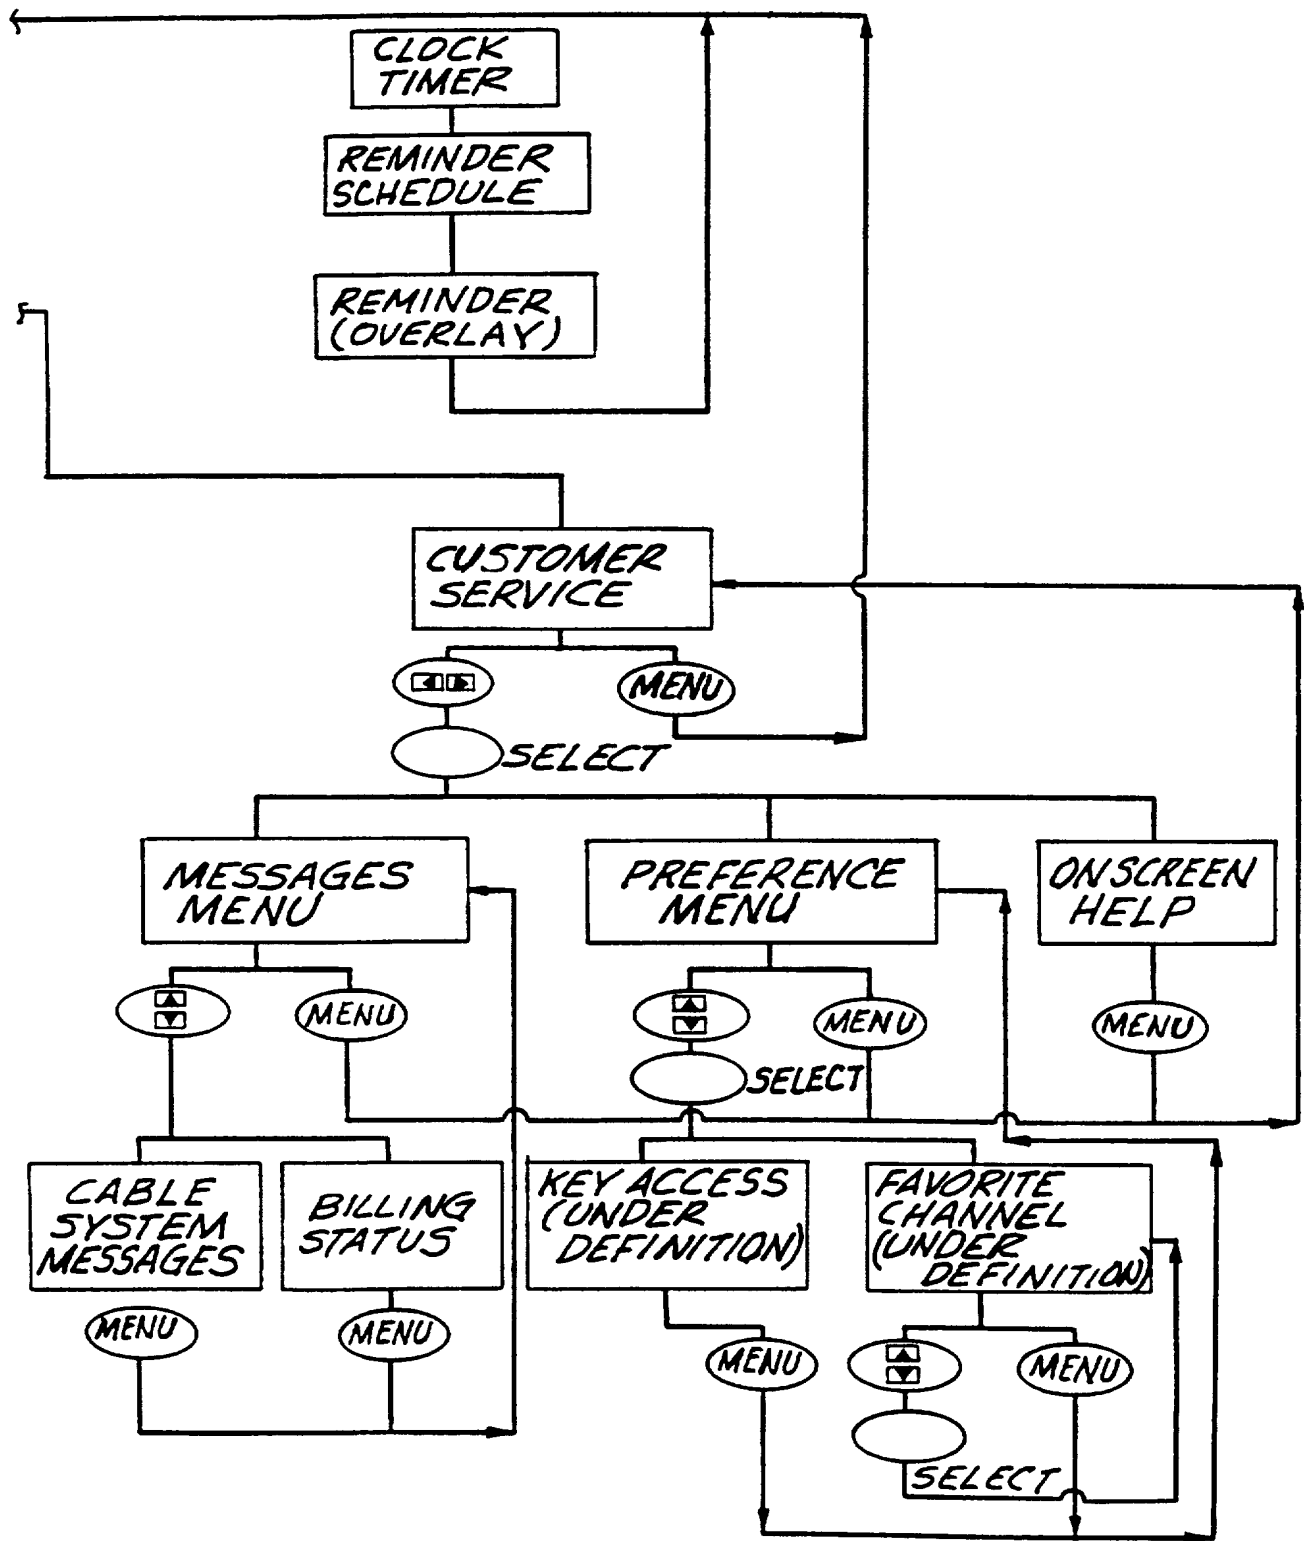 CLOCK
TIMER
REMINDER
SCHEDULE
REMINDER
(OVERLAY)
CUSTOMER
SERVICE
MENU
SELECT
MESSAGES
MENU
PREFERENCE
MENU
ONSCREEN
HELP
MENU
MENU
MENU
SELECT
CABLE
SYSTEM
MESSAGES
BILLING
STATUS
KEY ACCESS
(UNDER
DEFINITION)
FAVORITE
CHANNEL
(UNDER
DEFINITION)
MENU
MENU
MENU
MENU
SELECT